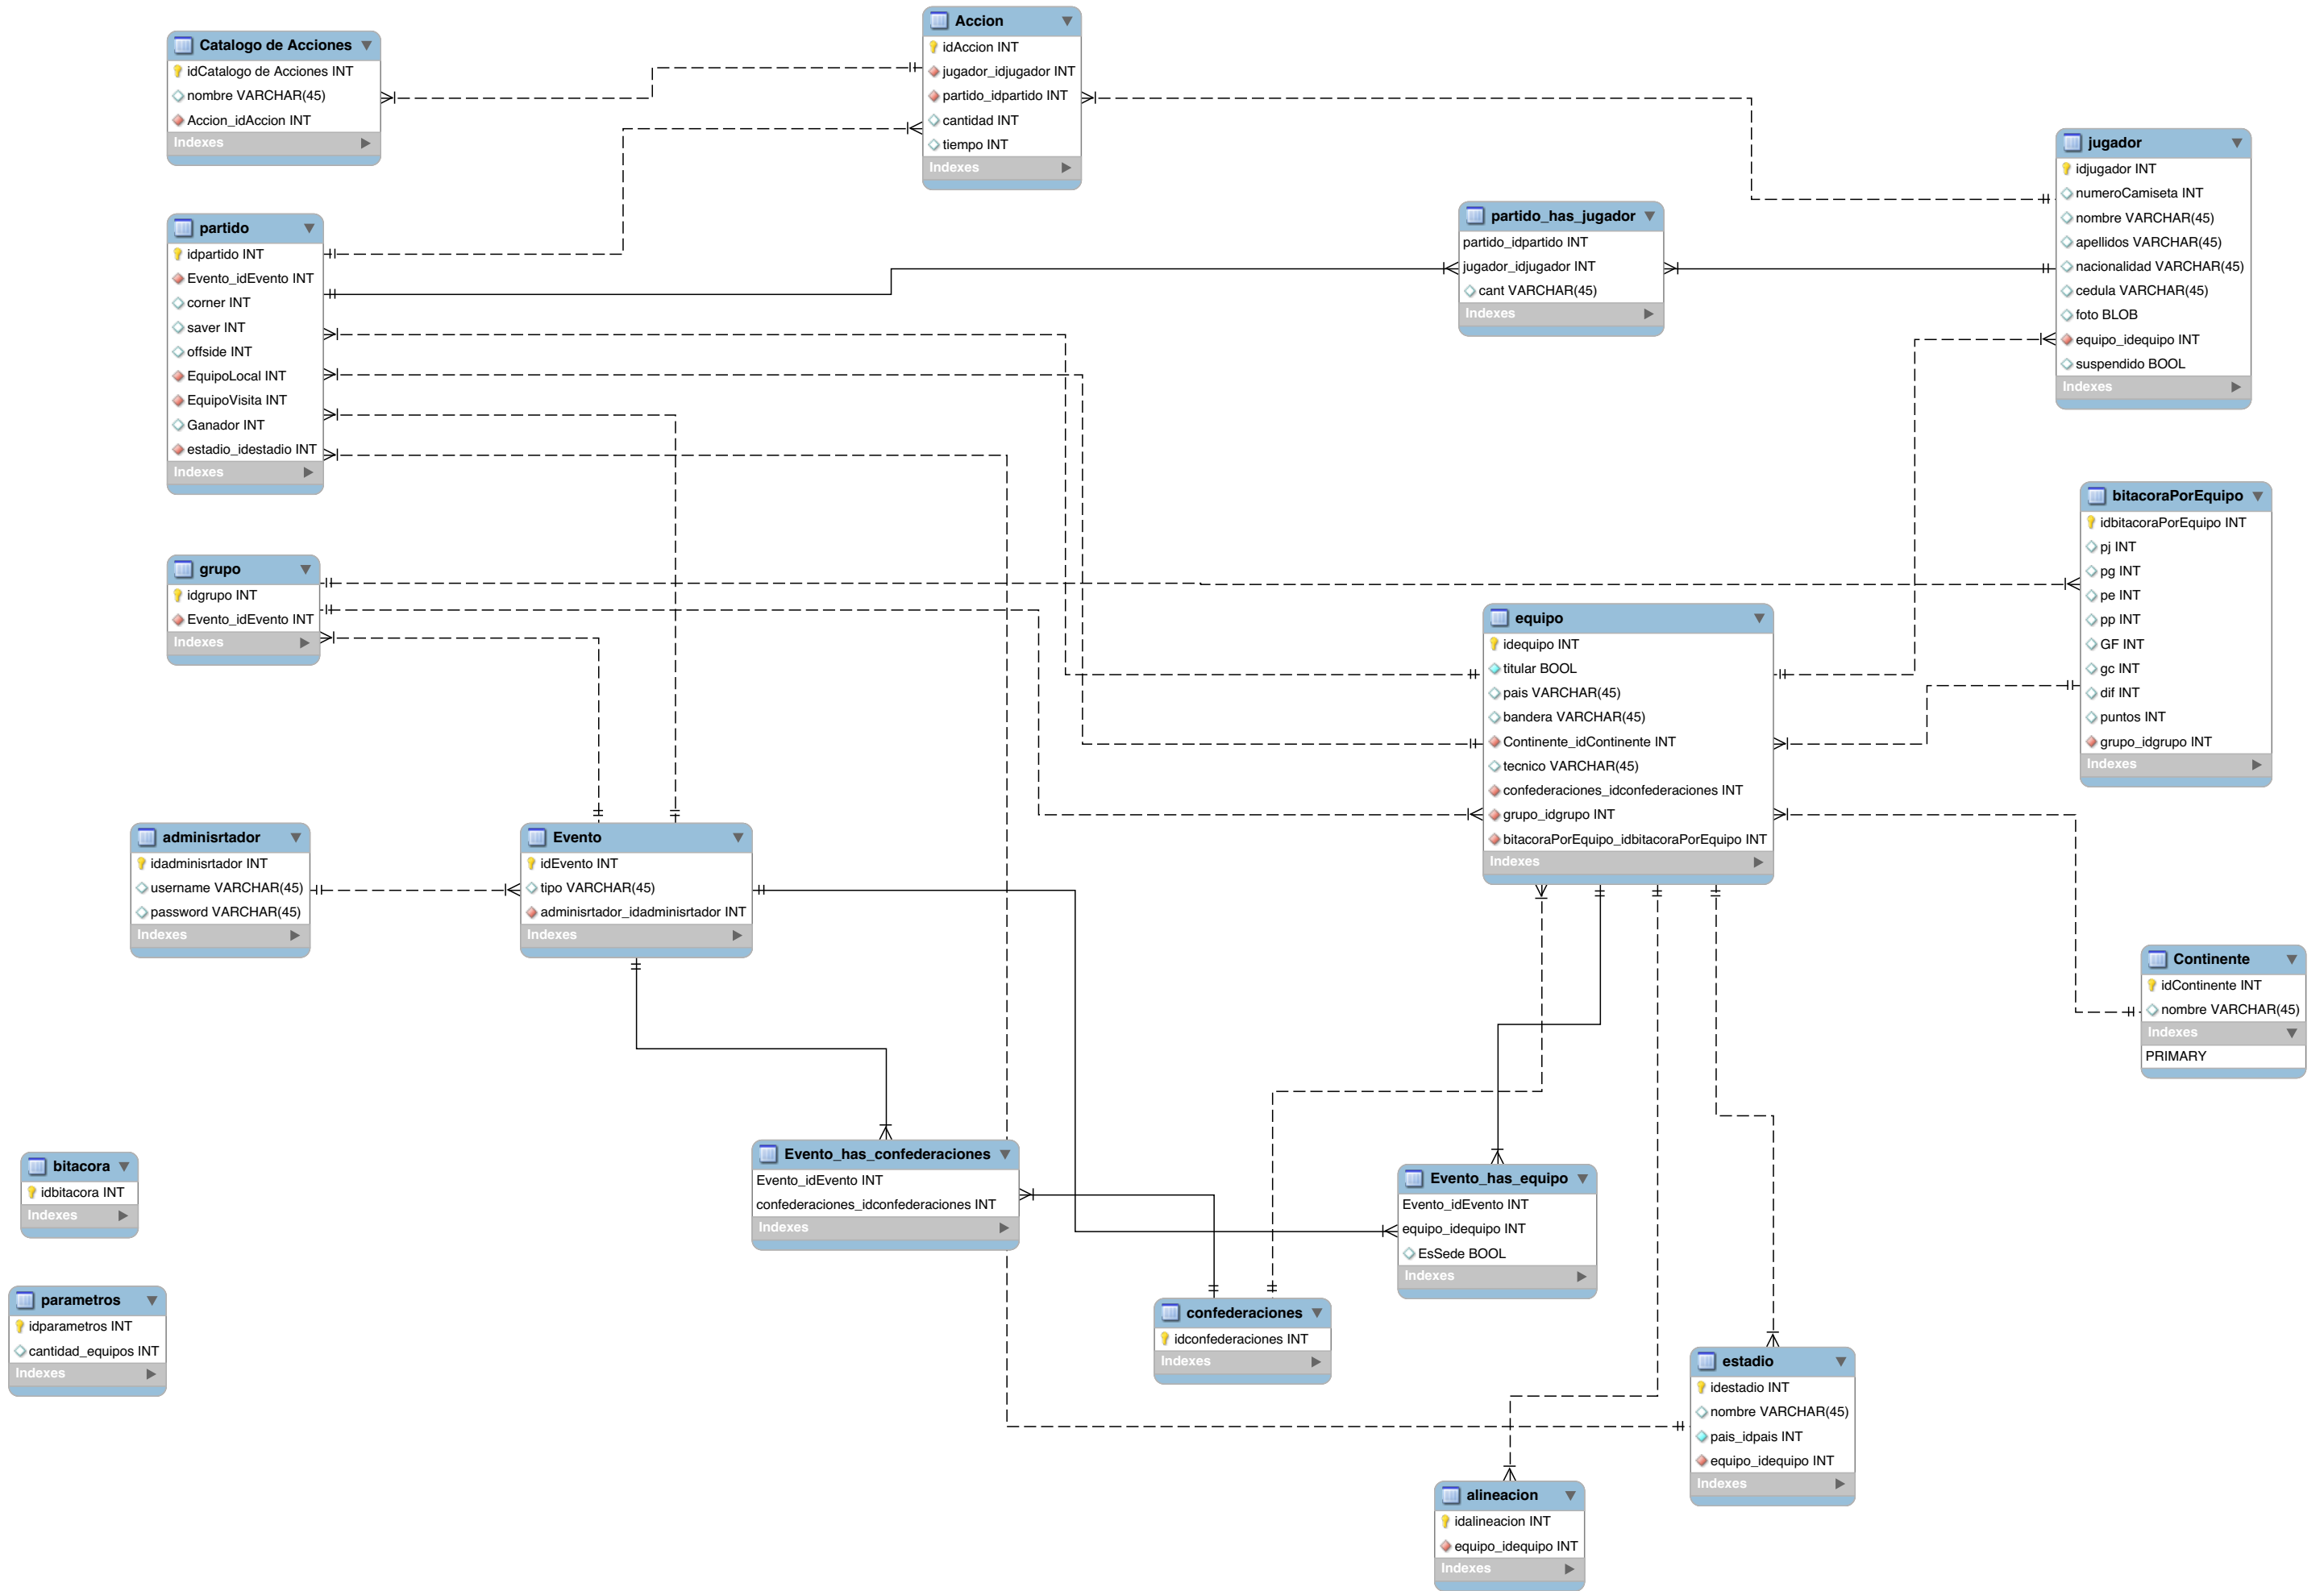 Catalogo de Acciones
idCatalogo de Acciones INT
nombre VARCHAR(45)
Accion_idAccion INT
Indexes
Accion
idAccion INT
jugador_idjugador INT
partido_idpartido INT
cantidad INT
tiempo INT
Indexes
jugador
idjugador INT
numeroCamiseta INT
nombre VARCHAR(45)
apellidos VARCHAR(45)
nacionalidad VARCHAR(45)
cedula VARCHAR(45)
foto BLOB
equipo_idequipo INT
suspendido BOOL
Indexes
partido_has_jugador
partido_idpartido INT
jugador_idjugador INT
cant VARCHAR(45)
Indexes
partido
idpartido INT
Evento_idEvento INT
corner INT
saver INT
offside INT
EquipoLocal INT
EquipoVisita INT
Ganador INT
estadio_idestadio INT
Indexes
bitacoraPorEquipo
idbitacoraPorEquipo INT
pj INT
pg INT
pe INT
pp INT
GF INT
gc INT
dif INT
puntos INT
grupo_idgrupo INT
Indexes
grupo
idgrupo INT
Evento_idEvento INT
Indexes
equipo
idequipo INT
titular BOOL
pais VARCHAR(45)
bandera VARCHAR(45)
Continente_idContinente INT
tecnico VARCHAR(45)
confederaciones_idconfederaciones INT
grupo_idgrupo INT
bitacoraPorEquipo_idbitacoraPorEquipo INT
Indexes
adminisrtador
idadminisrtador INT
username VARCHAR(45)
password VARCHAR(45)
Indexes
Evento
idEvento INT
tipo VARCHAR(45)
adminisrtador_idadminisrtador INT
Indexes
Continente
idContinente INT
nombre VARCHAR(45)
Indexes
PRIMARY
bitacora
idbitacora INT
Indexes
Evento_has_confederaciones
Evento_idEvento INT
confederaciones_idconfederaciones INT
Indexes
Evento_has_equipo
Evento_idEvento INT
equipo_idequipo INT
EsSede BOOL
Indexes
parametros
idparametros INT
cantidad_equipos INT
Indexes
confederaciones
idconfederaciones INT
Indexes
estadio
idestadio INT
nombre VARCHAR(45)
pais_idpais INT
equipo_idequipo INT
Indexes
alineacion
idalineacion INT
equipo_idequipo INT
Indexes